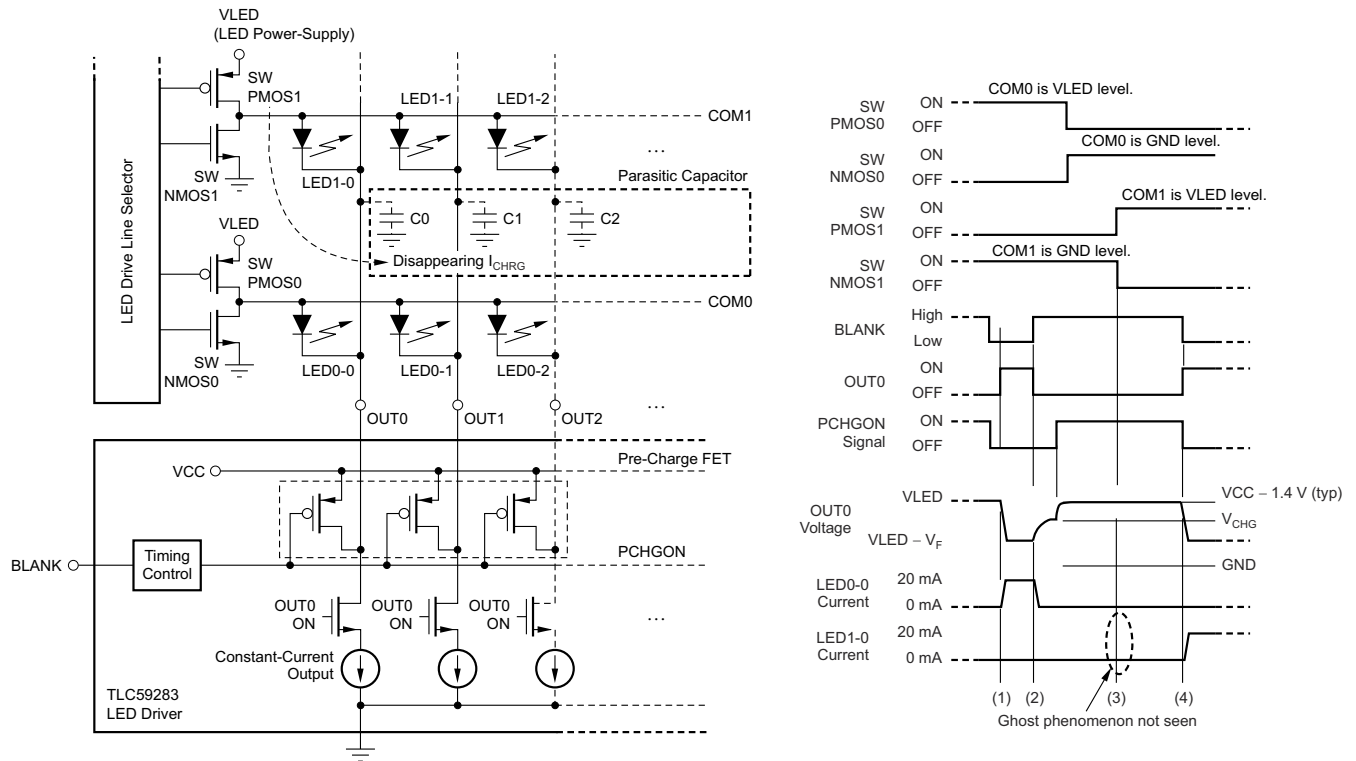 VLED
(LED Power-Supply)
SW
PMOS1
LED1-1
LED1-2
COM1
SW
NMOS1
LED1-0
...
Parasitic Capacitor
VLED
C0
C1
C2
SW
PMOS0
Disappearing ICHRG
COM0
SW
NMOS0
LED0-0
LED0-1
LED0-2
LED Drive Line Selector
OUT0
OUT1
OUT2
...
VCC
Pre-Charge FET
BLANK
Timing
Control
PCHGON
OUT0
ON
OUT0
ON
OUT0
ON
...
Constant-Current
Output
TLC59283
LED Driver
COM0 is VLED level.
SW
PMOS0
ON
OFF
COM0 is GND level.
SW
NMOS0
ON
OFF
COM1 is VLED level.
SW
PMOS1
ON
OFF
COM1 is GND level.
SW
NMOS1
ON
OFF
BLANK
High
Low
OUT0
ON
OFF
PCHGON
Signal
ON
OFF
OUT0
Voltage
VLED
VLED – VF
VCC – 1.4 V (typ)
VCHG
GND
LED0-0
Current
20 mA
0 mA
LED1-0
Current
20 mA
0 mA
(1)
(2)
(3)
(4)
Ghost phenomenon not seen